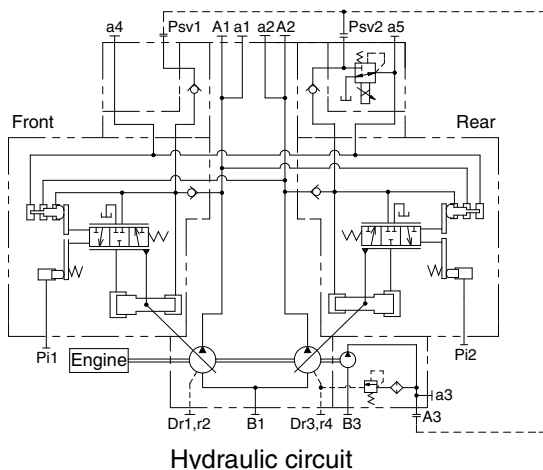 a4 Psv1 A1 a1 a2 A2 Psv2 a5
Front Rear
Pi1 Engine Pi2
a3
A3
Dr1,r2 B1 Dr3,r4 B3
Hydraulic circuit